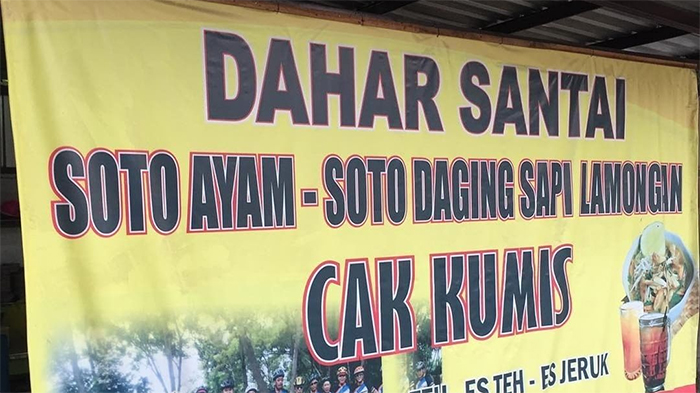 DAHAR SANTAI
SOTO AYAM - SOTO DAGING SAPI LAMONGAN
CAK KUMIS
ES TEH - ES JERUK